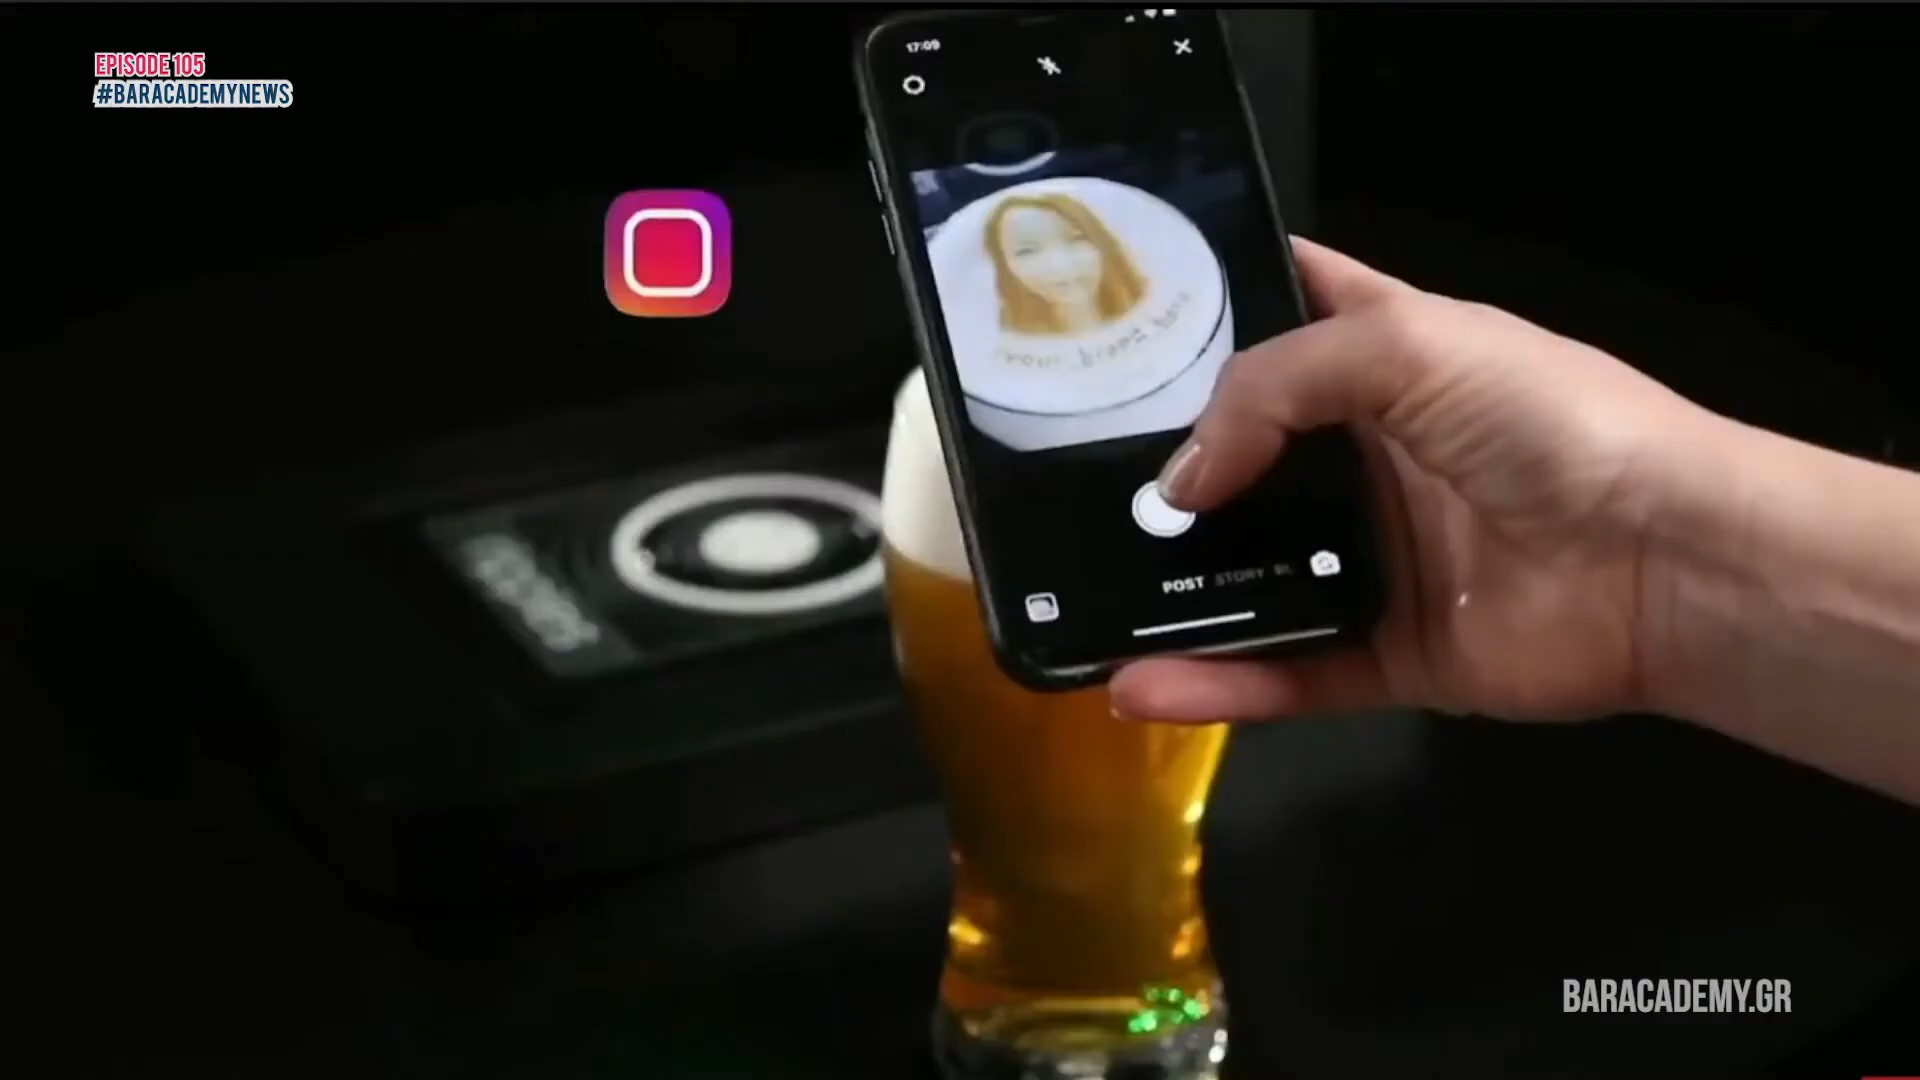 EPISODE 105
#BARACADEMYNEWS
17:09
your_brand_here
POST STORY
BARACADEMY.GR